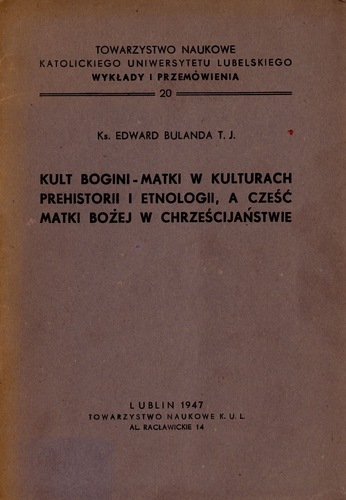 TOWARZYSTWO NAUKOWE
KATOLICKIEGO UNIWERSYTETU LUBELSKIEGO
WYKŁADY I PRZEMÓWIENIA
20
Ks. EDWARD BULANDA T. J.
KULT BOGINI-MATKI W KULTURACH
PREHISTORII I ETNOLOGII, A CZEŚĆ
MATKI BOŻEJ W CHRZEŚCIJAŃSTWIE
LUBLIN 1947
TOWARZYSTWO NAUKOWE K. U. L.
AL. RACŁAWICKIE 14